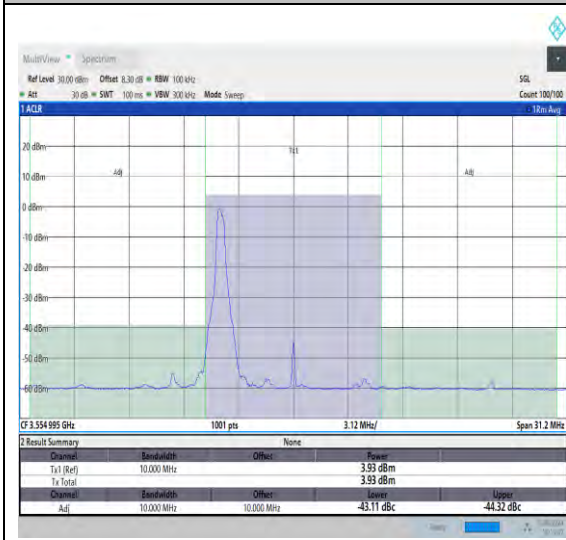 MultiView Spectrum
Ref Level 30.00 dBm Offset 8.30 dB RBW 100 kHz SGL
Att 30 dB SWT 100 ms VBW 300 kHz Mode Sweep Count 100/100
1 ACLR 1Rm Avg
Tx1
Adj Adj
20 dBm
10 dBm
0 dBm
-10 dBm
-20 dBm
-30 dBm
-40 dBm
-50 dBm
-60 dBm
CF 3.554 995 GHz 1001 pts 3.12 MHz/ Span 31.2 MHz
2 Result Summary None
Channel Bandwidth Offset Power
Tx1 (Ref) 10.000 MHz 3.93 dBm
Tx Total 3.93 dBm
Channel Bandwidth Offset Lower Upper
Adj 10.000 MHz 10.000 MHz -43.11 dBc -44.32 dBc